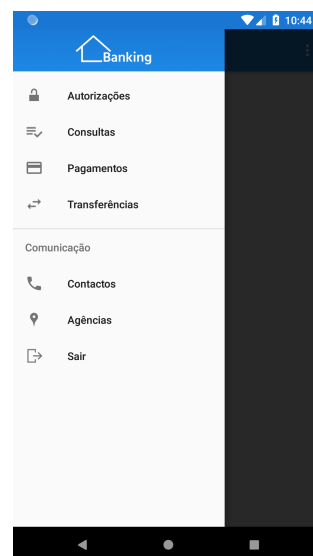 10:44
Banking
Autorizações
Consultas
Pagamentos
Transferências
Comunicação
Contactos
Agências
Sair